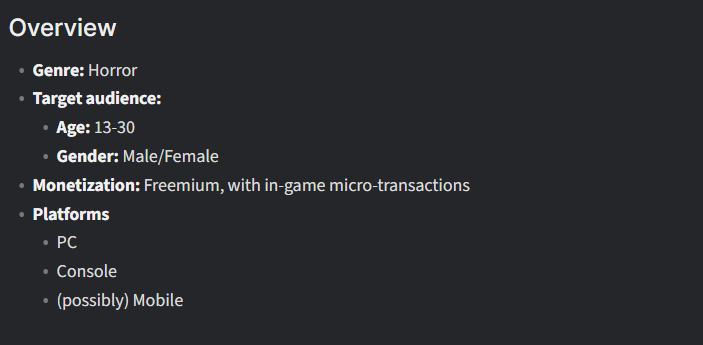 Overview
• Genre: Horror
• Target audience:
• Age: 13-30
• Gender: Male/Female
• Monetization: Freemium, with in-game micro-transactions
• Platforms
• PC
• Console
• (possibly) Mobile